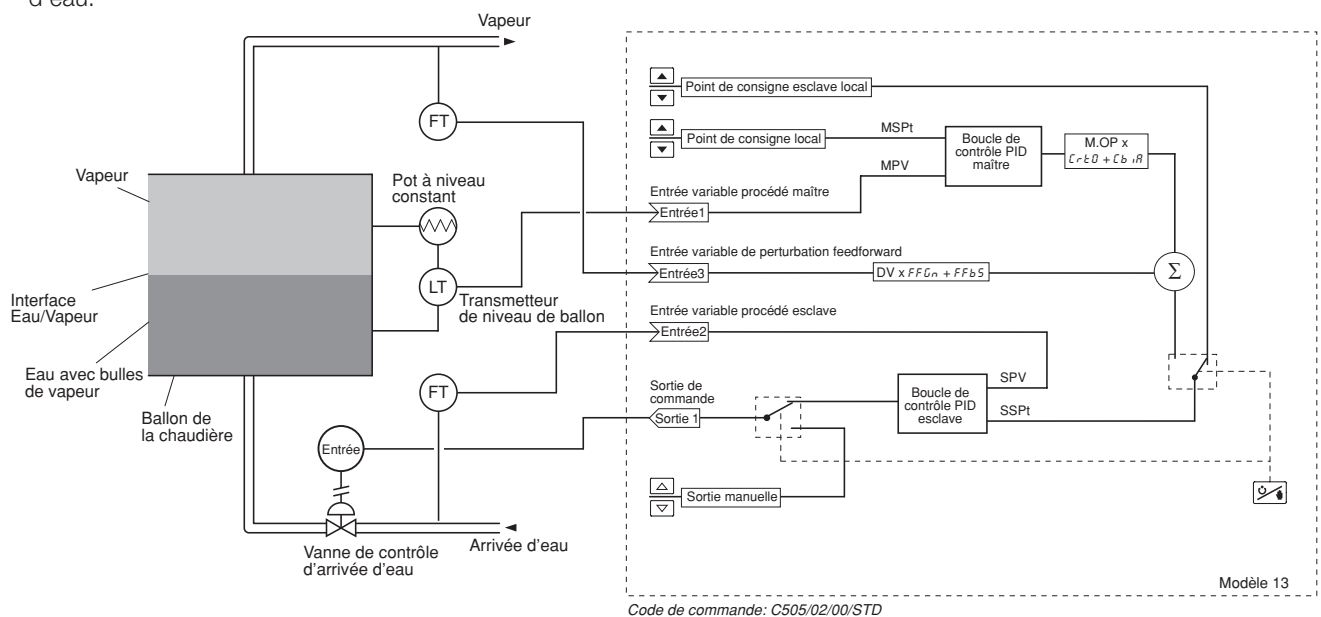 d'eau.
Vapeur
FT
Vapeur
Pot à niveau
constant
LT
Transmetteur
de niveau de ballon
Interface
Eau/Vapeur
Eau avec bulles
de vapeur
Ballon de
la chaudière
FT
Entrée
Vanne de contrôle
d'arrivée d'eau
Arrivée d'eau
Point de consigne esclave local
Point de consigne local
MSPt
MPV
Boucle de
contrôle PID
maître
M.OP x
CrtO + CbiA
Entrée variable procédé maître
Entrée1
Entrée variable de perturbation feedforward
Entrée3
DV x FFGn + FFbS
Σ
Entrée variable procédé esclave
Entrée2
Sortie de
commande
Sortie 1
Boucle de
contrôle PID
esclave
SPV
SSPt
Sortie manuelle
Modèle 13
Code de commande: C505/02/00/STD